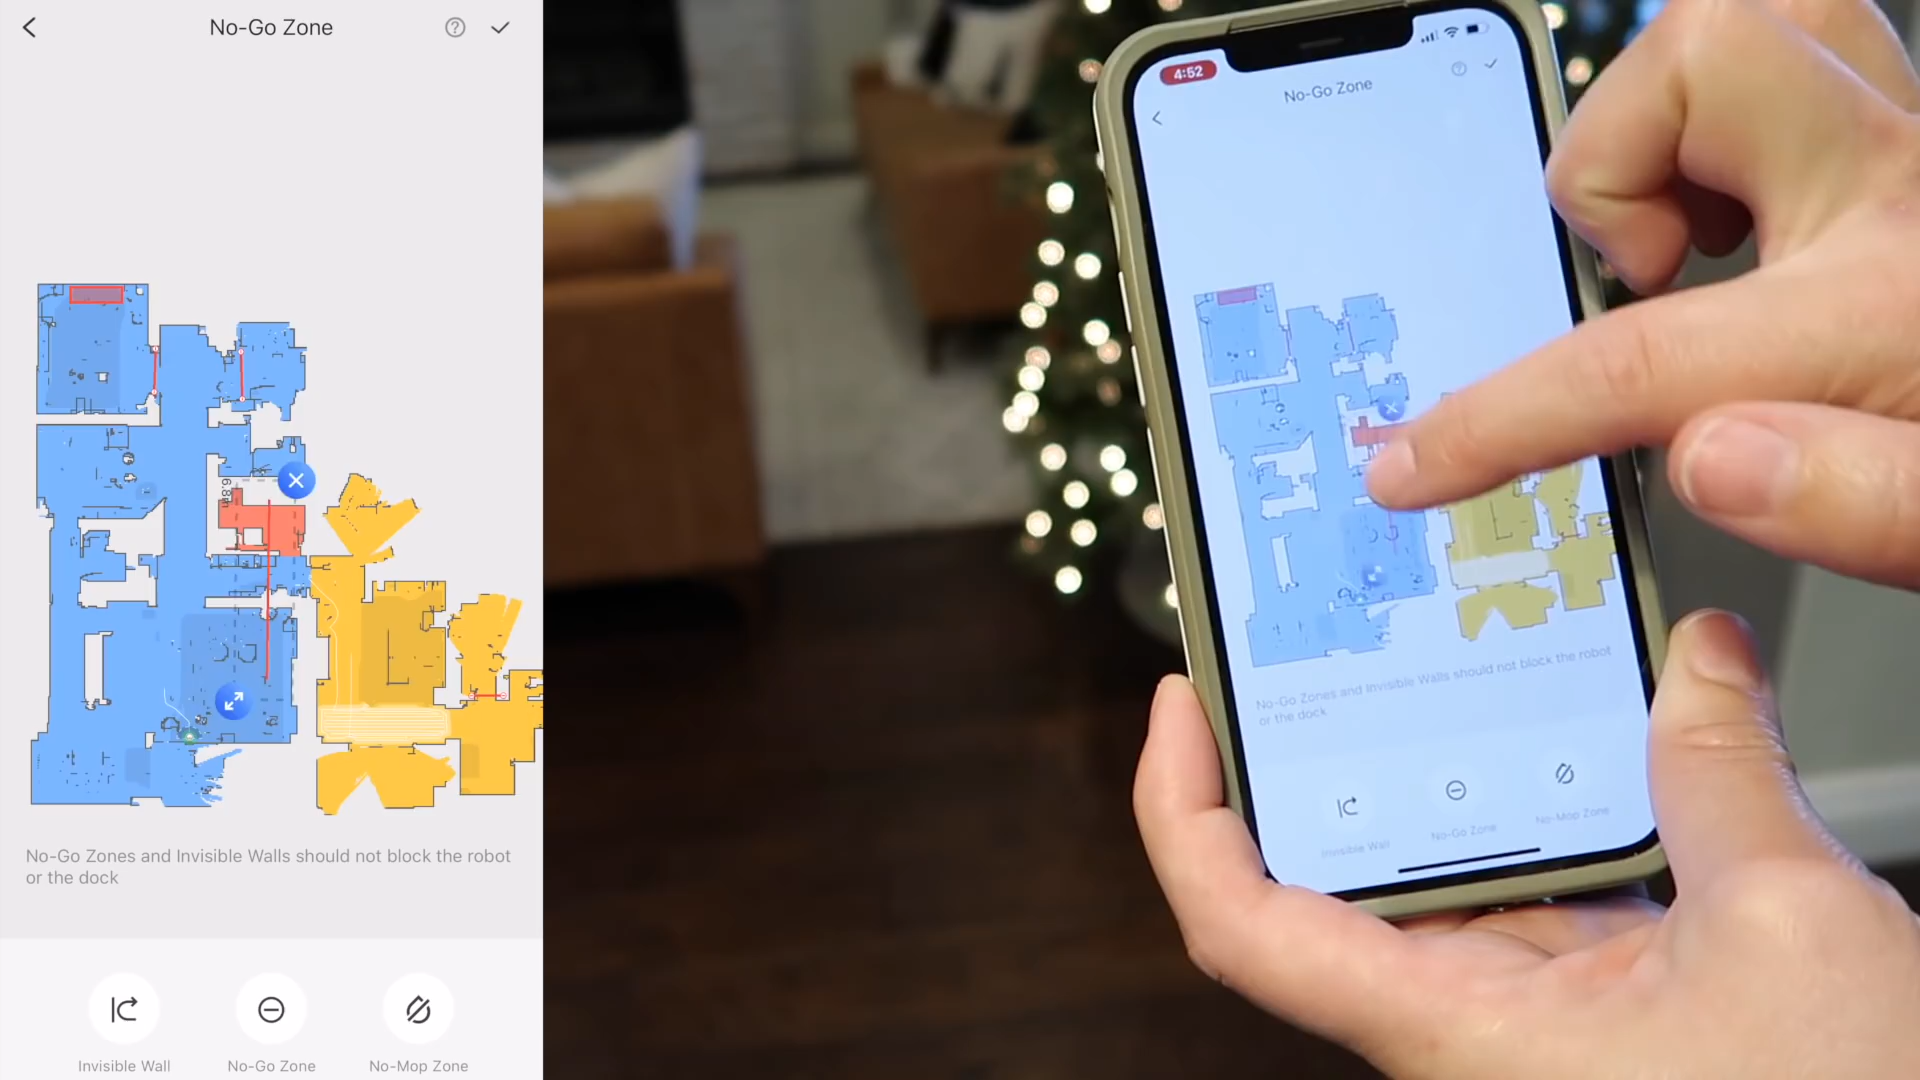 No-Go Zone
No-Go Zones and Invisible Walls should not block the robot
or the dock
Invisible Wall
No-Go Zone
No-Mop Zone
4:52
No-Go Zone
No-Go Zones and Invisible Walls should not block the robot
or the dock
Invisible Wall
No-Go Zone
No-Mop Zone